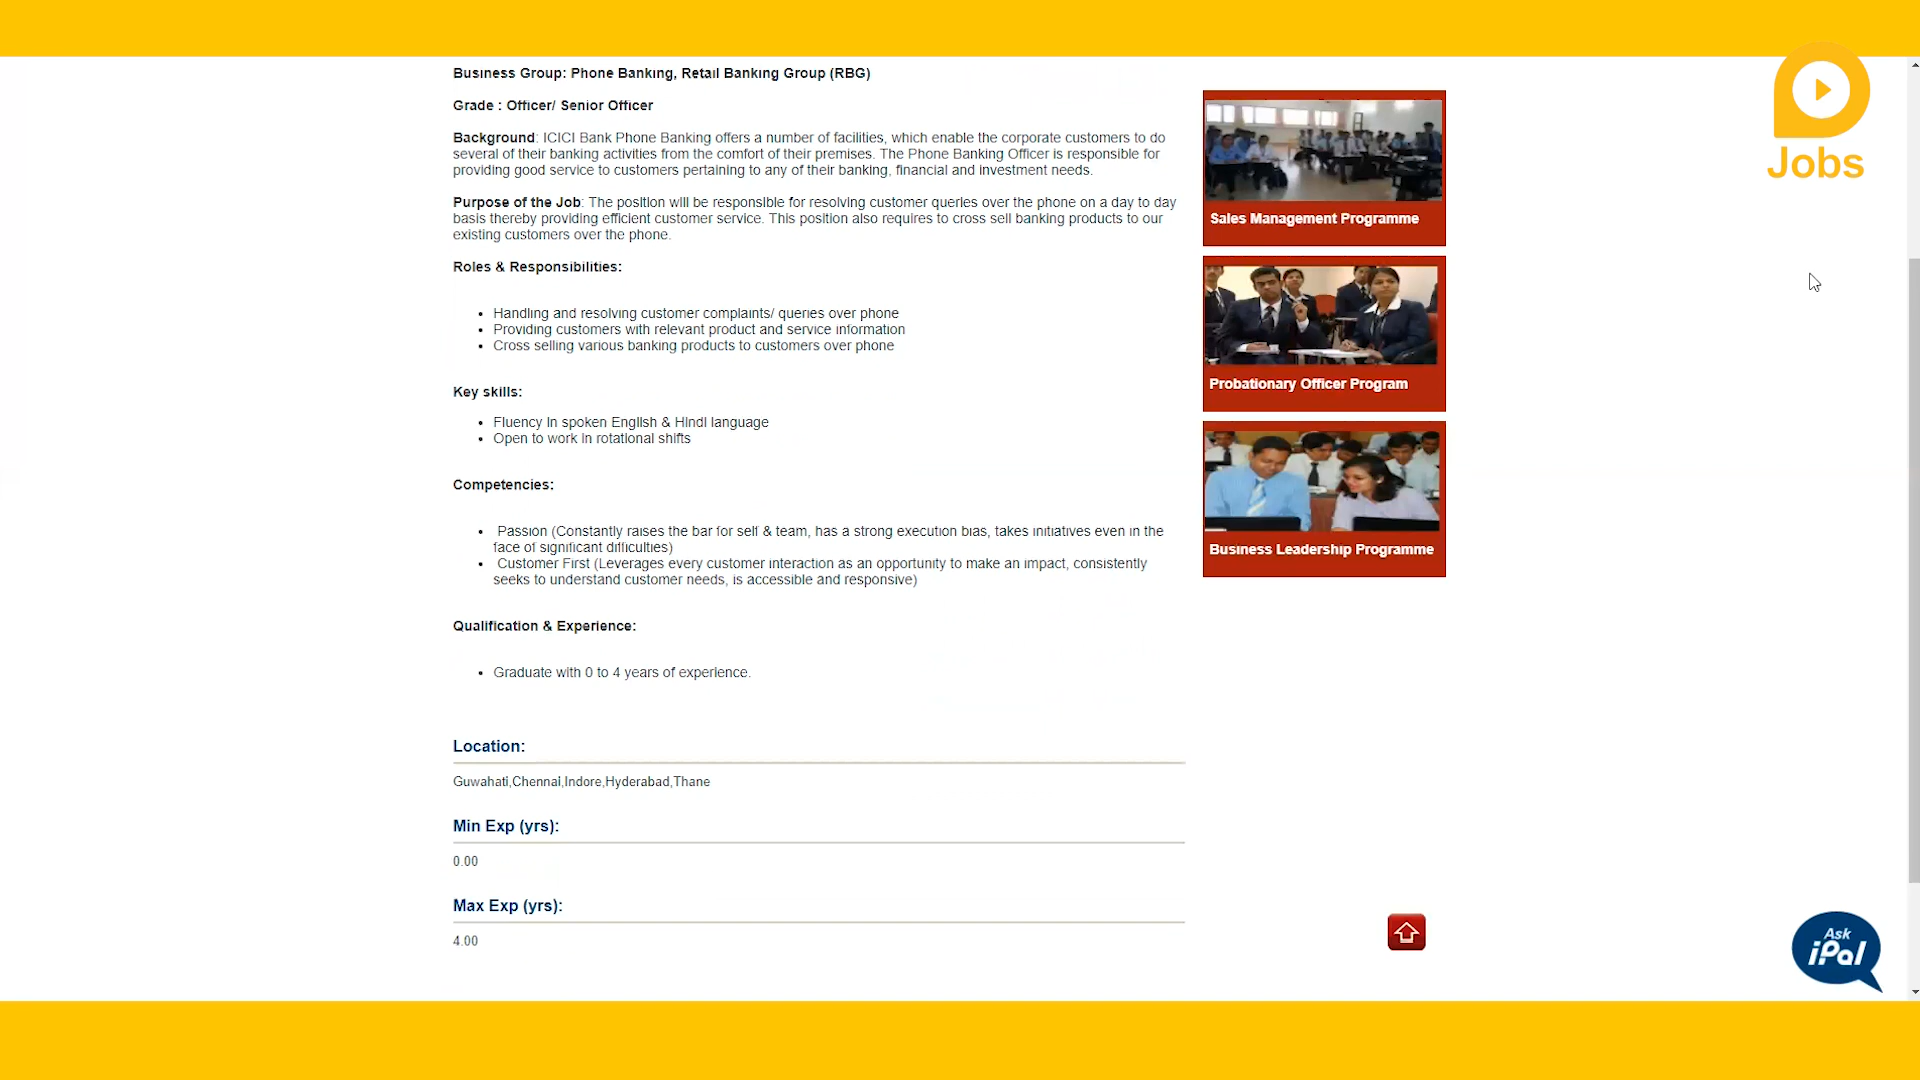 Business Group: Phone Banking, Retail Banking Group (RBG)
Grade : Officer/ Senior Officer
Background: ICICI Bank Phone Banking offers a number of facilities, which enable the corporate customers to do
several of their banking activities from the comfort of their premises. The Phone Banking Officer is responsible for
providing good service to customers pertaining to any of their banking, financial and investment needs.
Purpose of the Job: The position will be responsible for resolving customer queries over the phone on a day to day
basis thereby providing efficient customer service. This position also requires to cross sell banking products to our
existing customers over the phone.
Roles & Responsibilities:
Handling and resolving customer complaints/ queries over phone
Providing customers with relevant product and service information
Cross selling various banking products to customers over phone
Key skills:
Fluency in spoken English & Hindi language
Open to work in rotational shifts
Competencies:
Passion (Constantly raises the bar for self & team, has a strong execution bias, takes initiatives even in the
face of significant difficulties)
Customer First (Leverages every customer interaction as an opportunity to make an impact, consistently
seeks to understand customer needs, is accessible and responsive)
Qualification & Experience:
Graduate with 0 to 4 years of experience.
Location:
Guwahati,Chennai,Indore,Hyderabad,Thane
Min Exp (yrs):
0.00
Max Exp (yrs):
4.00
Sales Management Programme
Probationary Officer Program
Business Leadership Programme
Jobs
Ask
iPal